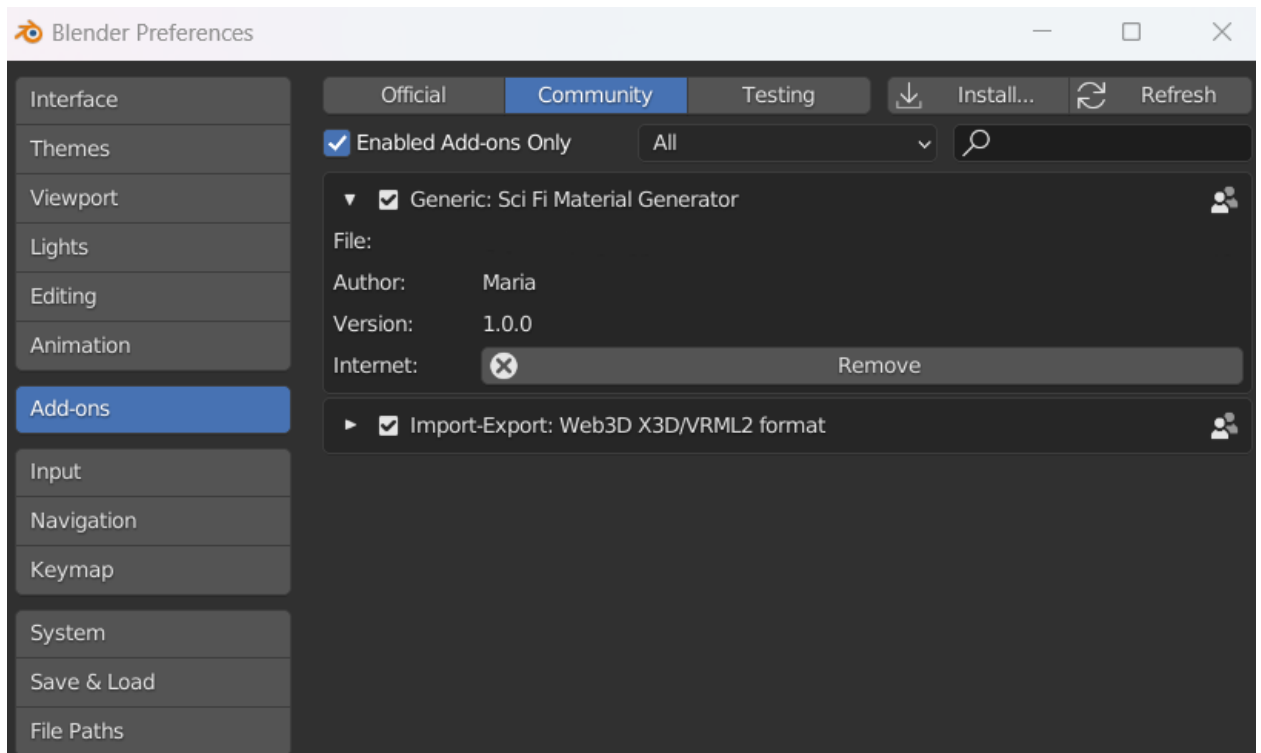 Blender Preferences
Interface
Themes
Viewport
Lights
Editing
Animation
Add-ons
Input
Navigation
Keymap
System
Save & Load
File Paths
Official Community Testing Install... Refresh
Enabled Add-ons Only All
Generic: Sci Fi Material Generator
File:
Author: Maria
Version: 1.0.0
Internet: Remove
Import-Export: Web3D X3D/VRML2 format